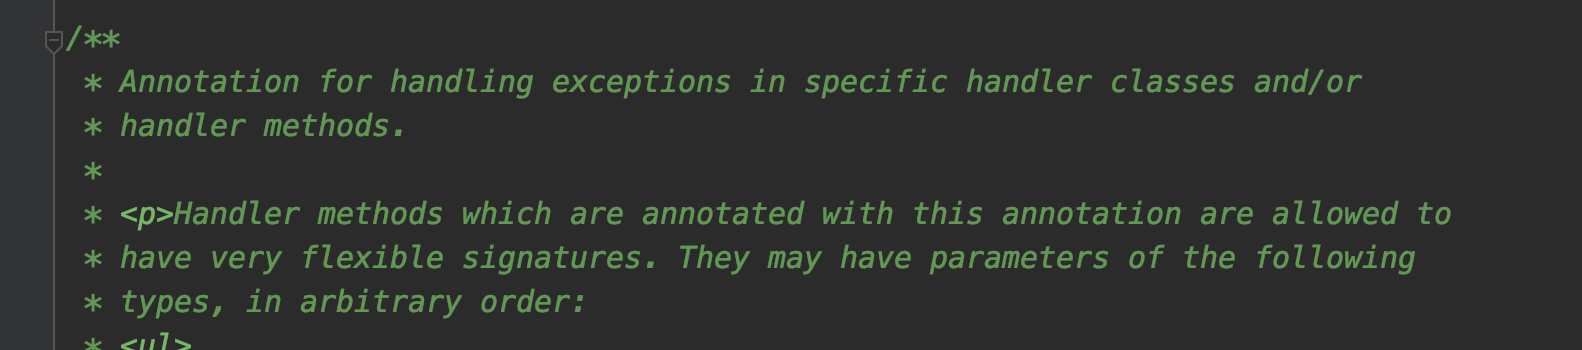 /**
* Annotation for handling exceptions in specific handler classes and/or
* handler methods.
*
* <p>Handler methods which are annotated with this annotation are allowed to
* have very flexible signatures. They may have parameters of the following
* types, in arbitrary order:
* <ul>